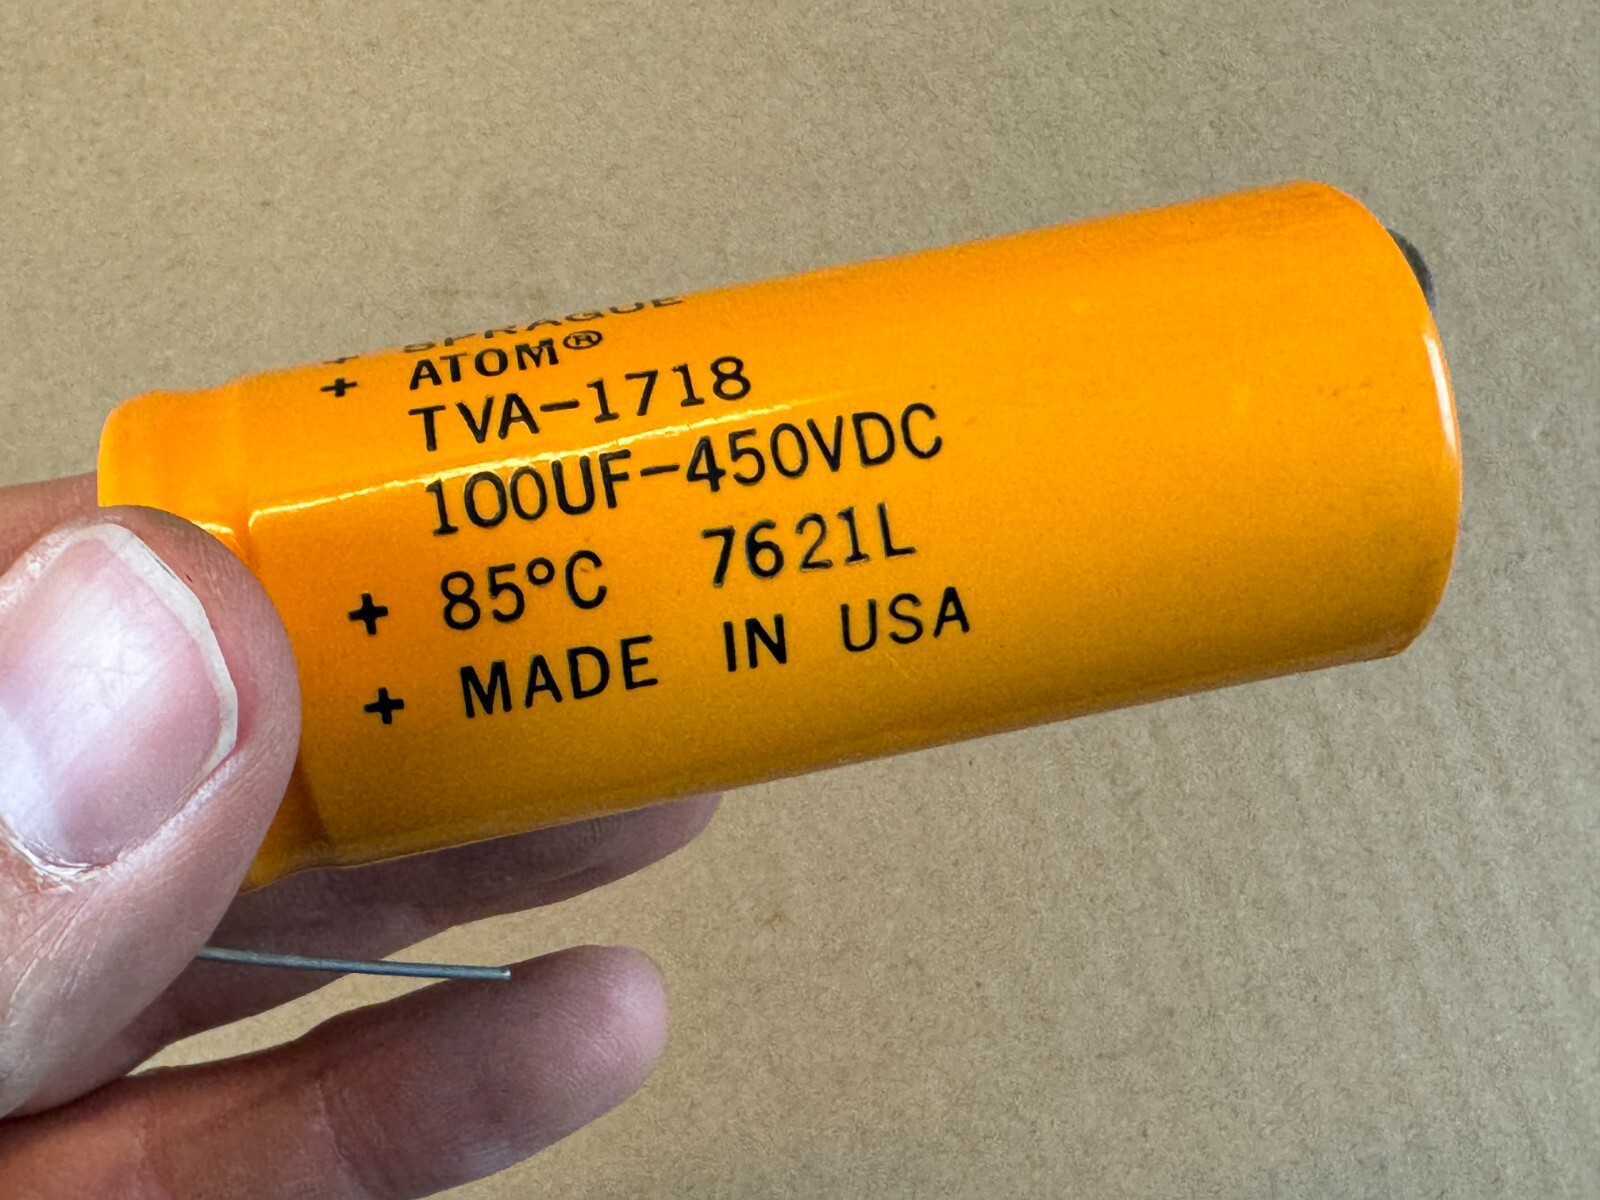 + SPRAGUE
+ ATOM®
TVA-1718
100UF-450VDC
+ 85°C 7621L
+ MADE IN USA